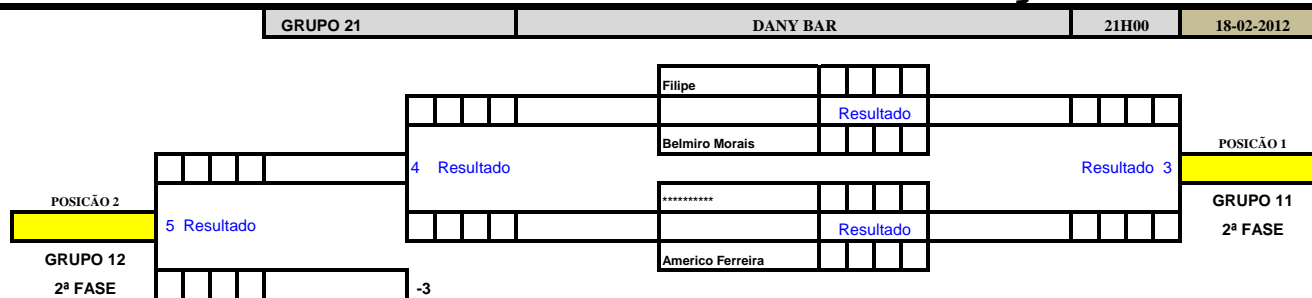 GRUPO 21 DANY BAR 21H00 18-02-2012
Filipe
Resultado
Belmiro Morais POSICÃO 1
4 Resultado Resultado 3
POSICÃO 2 ********** GRUPO 11
5 Resultado Resultado 2ª FASE
GRUPO 12 Americo Ferreira
2ª FASE -3